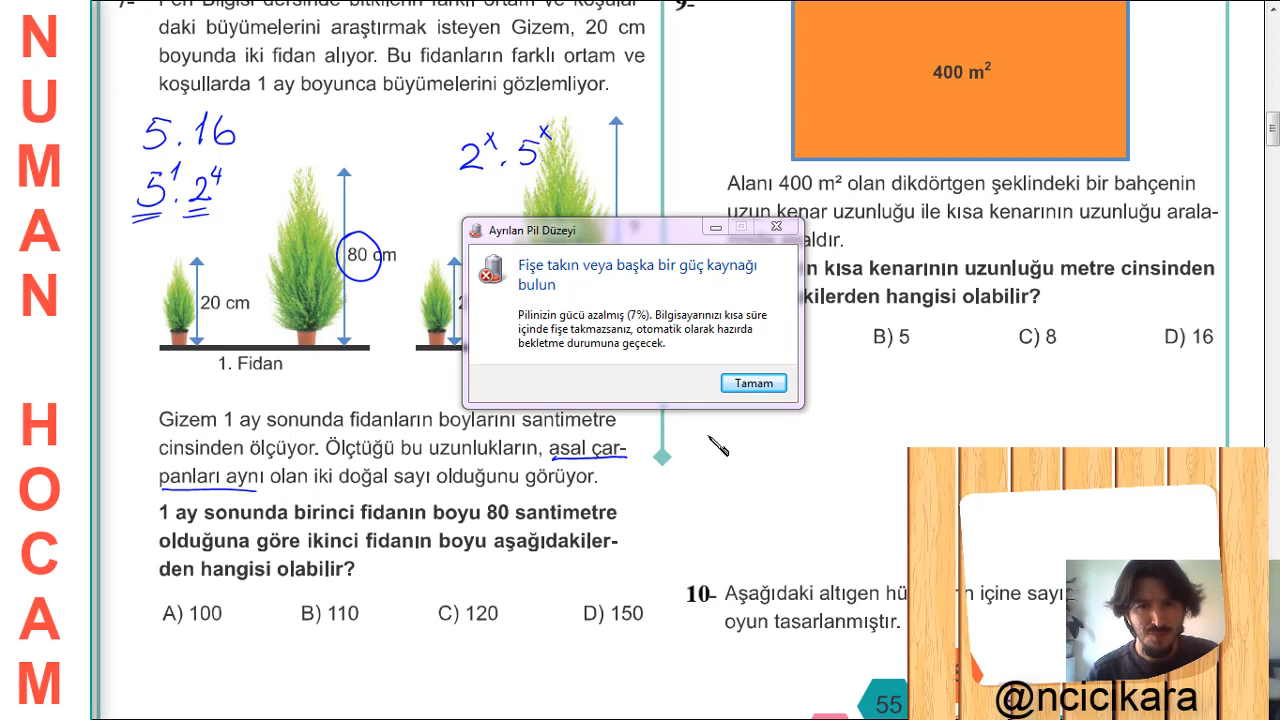 NUMAN HOCAM
7- Fen Bilgisi dersinde bitkilerin farklı ortam ve koşullar-
daki büyümelerini araştırmak isteyen Gizem, 20 cm
boyunda iki fidan alıyor. Bu fidanların farklı ortam ve
koşullarda 1 ay boyunca büyümelerini gözlemliyor.
5.16
5¹.2⁴
2ˣ.5ˣ
80 cm
20 cm
1. Fidan
Gizem 1 ay sonunda fidanların boylarını santimetre
cinsinden ölçüyor. Ölçtüğü bu uzunlukların, asal çar-
panları aynı olan iki doğal sayı olduğunu görüyor.
1 ay sonunda birinci fidanın boyu 80 santimetre
olduğuna göre ikinci fidanın boyu aşağıdakiler-
den hangisi olabilir?
A) 100 B) 110 C) 120 D) 150
Ayrılan Pil Düzeyi
Fişe takın veya başka bir güç kaynağı
bulun
Pilinizin gücü azalmış (7%). Bilgisayarınızı kısa süre
içinde fişe takmazsanız, otomatik olarak hazırda
bekletme durumuna geçecek.
Tamam
9-
400 m²
Alanı 400 m² olan dikdörtgen şeklindeki bir bahçenin
uzun kenar uzunluğu ile kısa kenarının uzunluğu arala-
kısa kenarının uzunluğu metre cinsinden
hangisi olabilir?
B) 5 C) 8 D) 16
10- Aşağıdaki altıgen içine sayı
oyun tasarlanmıştır.
55
@ncicikara